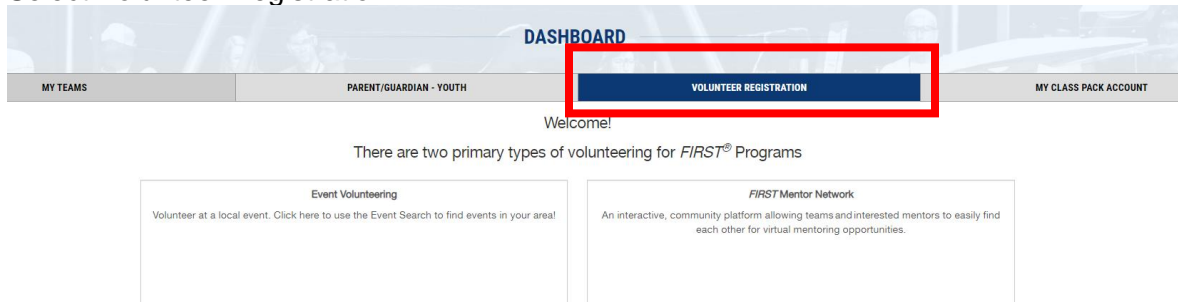 DASHBOARD
MY TEAMS
PARENT/GUARDIAN - YOUTH
VOLUNTEER REGISTRATION
MY CLASS PACK ACCOUNT
Welcome!
There are two primary types of volunteering for FIRST® Programs
Event Volunteering
Volunteer at a local event. Click here to use the Event Search to find events in your area!
FIRST Mentor Network
An interactive, community platform allowing teams and interested mentors to easily find
each other for virtual mentoring opportunities.